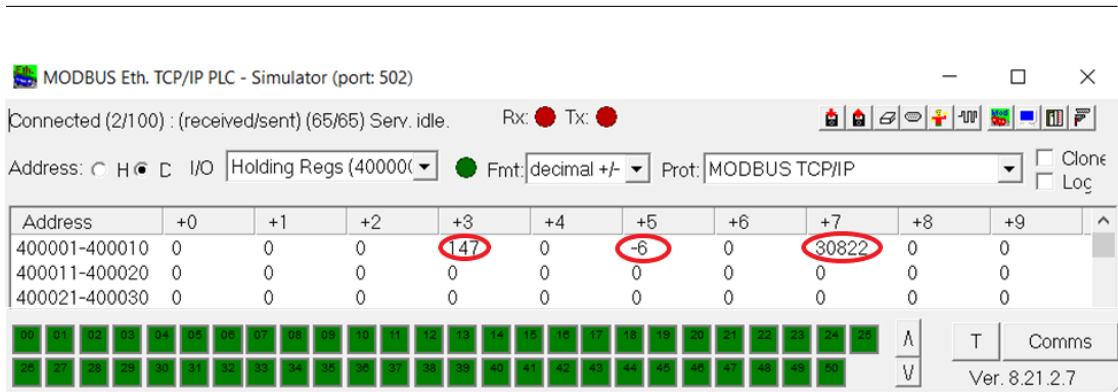 MODBUS Eth. TCP/IP PLC - Simulator (port: 502)
Connected (2/100) : (received/sent) (65/65) Serv. idle. Rx: Tx:
Address: H D I/O Holding Regs (40000( Fmt: decimal +/- Prot: MODBUS TCP/IP Clone
Log
Address +0 +1 +2 +3 +4 +5 +6 +7 +8 +9
400001-400010 0 0 0 147 0 -6 0 30822 0 0
400011-400020 0 0 0 0 0 0 0 0 0 0
400021-400030 0 0 0 0 0 0 0 0 0 0
00 01 02 03 04 05 06 07 08 09 10 11 12 13 14 15 16 17 18 19 20 21 22 23 24 25 T Comms
26 27 28 29 30 31 32 33 34 35 36 37 38 39 40 41 42 43 44 45 46 47 48 49 50 Ver. 8.21.2.7